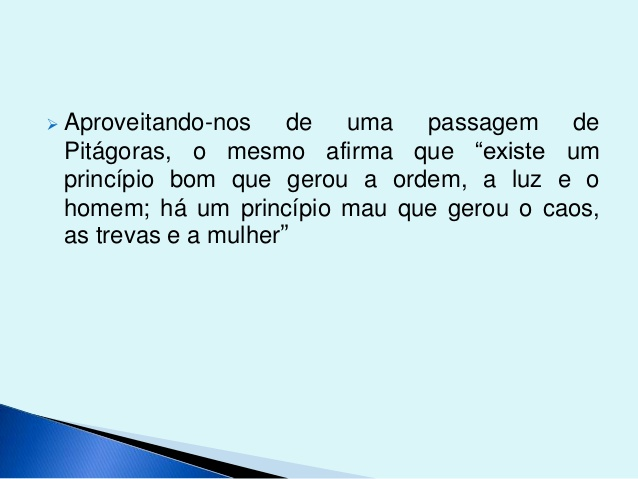 Aproveitando-nos de uma passagem de
Pitágoras, o mesmo afirma que “existe um
princípio bom que gerou a ordem, a luz e o
homem; há um princípio mau que gerou o caos,
as trevas e a mulher”